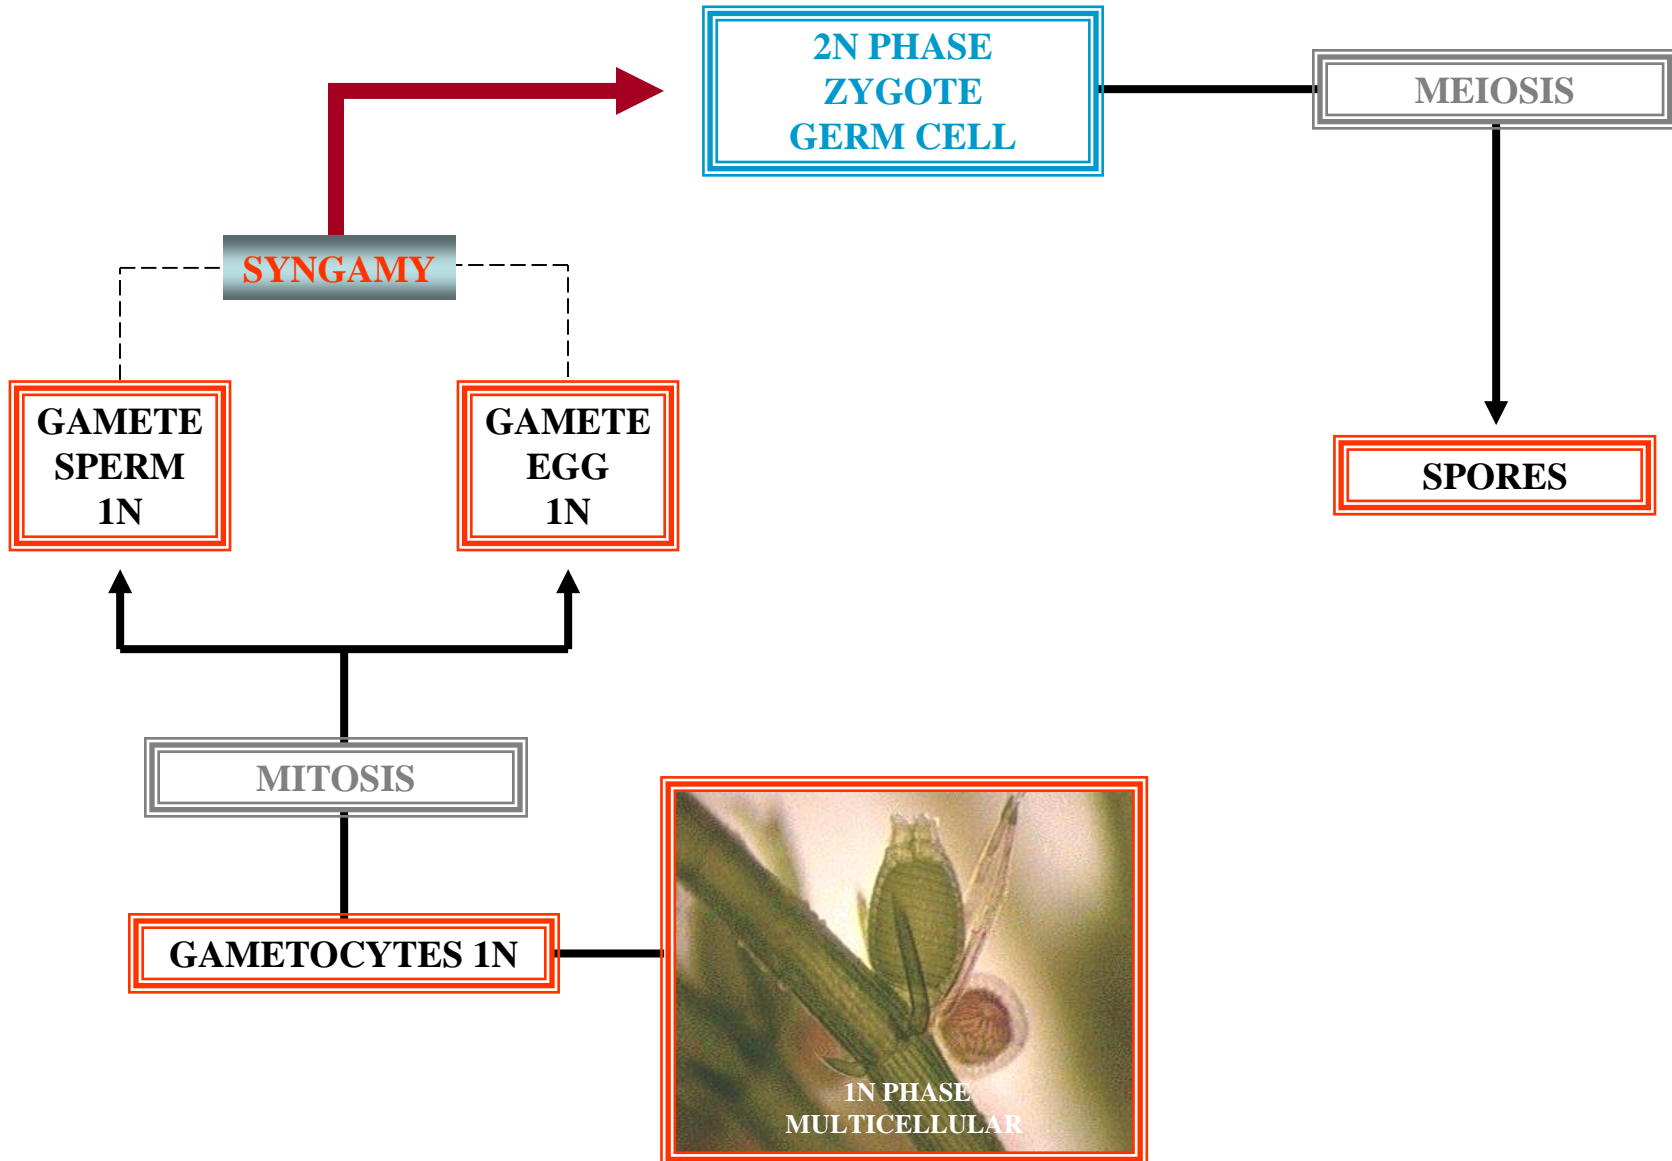 2N PHASE
ZYGOTE
GERM CELL
MEIOSIS
SYNGAMY
GAMETE
SPERM
1N
GAMETE
EGG
1N
SPORES
MITOSIS
GAMETOCYTES 1N
1N PHASE
MULTICELLULAR